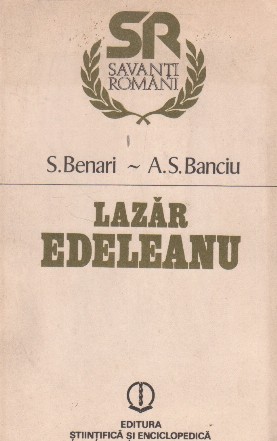 SR
SAVANȚI
ROMÂNI
S.Benari ~ A.S.Banciu
LAZĂR
EDELEANU
EDITURA
ȘTIINȚIFICĂ ȘI ENCICLOPEDICĂ